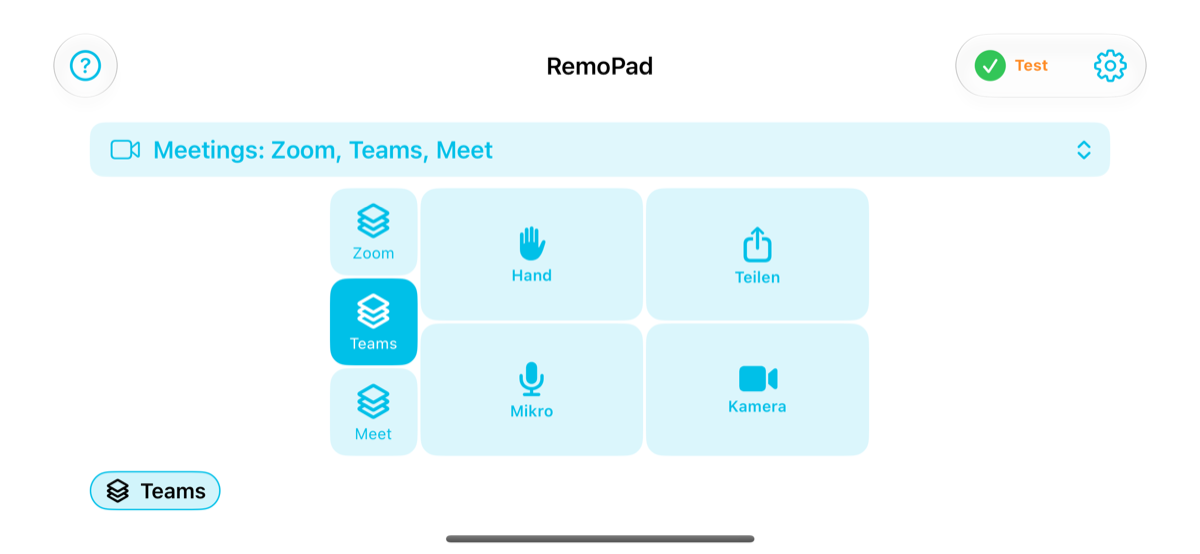 RemoPad
Test
Meetings: Zoom, Teams, Meet
Zoom
Hand
Teilen
Teams
Mikro
Kamera
Meet
Teams